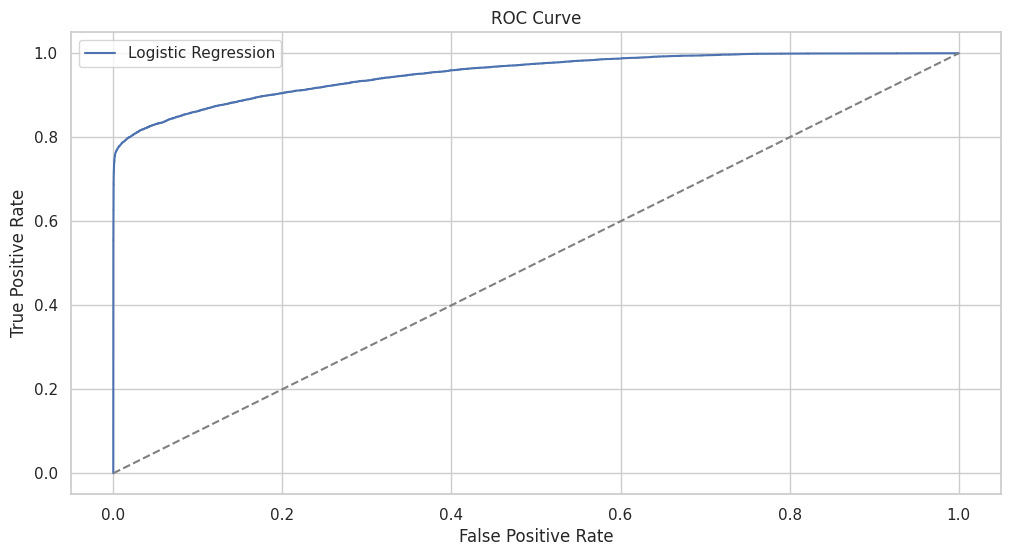 ROC Curve
Logistic Regression
True Positive Rate
1.0
0.8
0.6
0.4
0.2
0.0
0.0 0.2 0.4 0.6 0.8 1.0
False Positive Rate